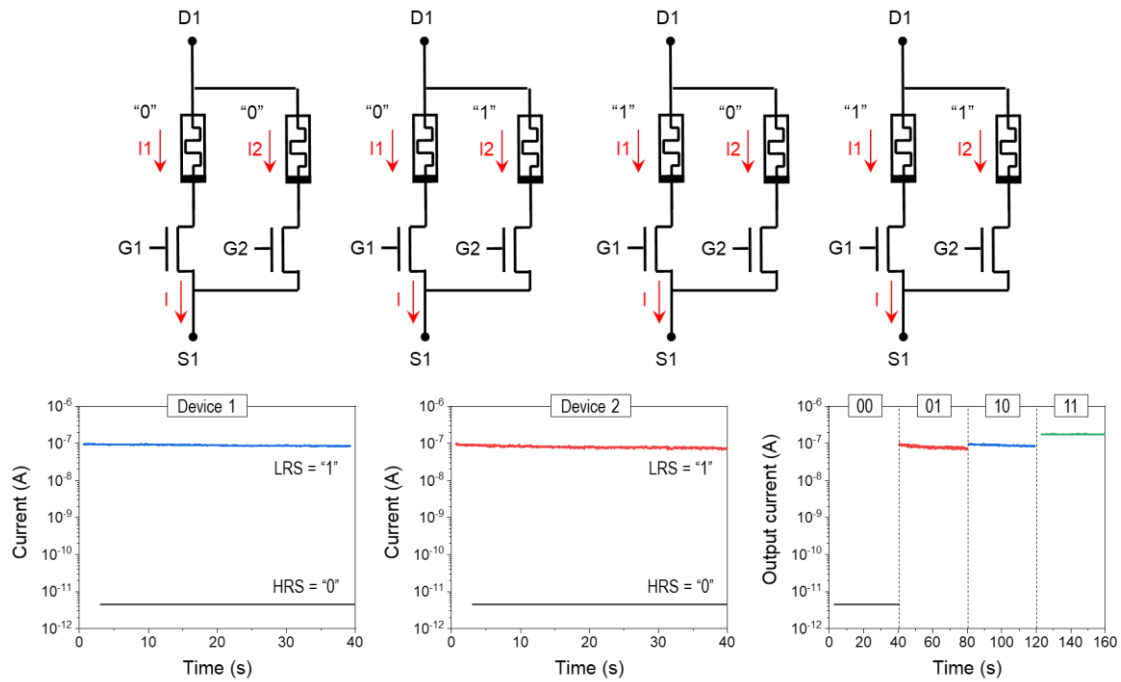 D1 D1 D1 D1
“0” “0” “0” “1” “1” “0” “1” “1”
I1 I2 I1 I2 I1 I2 I1 I2
G1 G2 G1 G2 G1 G2 G1 G2
I I I I
S1 S1 S1 S1
Device 1
Current (A)
10-6
10-7
10-8
10-9
10-10
10-11
10-12
LRS = “1”
HRS = “0”
0 10 20 30 40
Time (s)
Device 2
Current (A)
10-6
10-7
10-8
10-9
10-10
10-11
10-12
LRS = “1”
HRS = “0”
0 10 20 30 40
Time (s)
00 01 10 11
Output current (A)
10-6
10-7
10-8
10-9
10-10
10-11
10-12
0 20 40 60 80 100 120 140 160
Time (s)